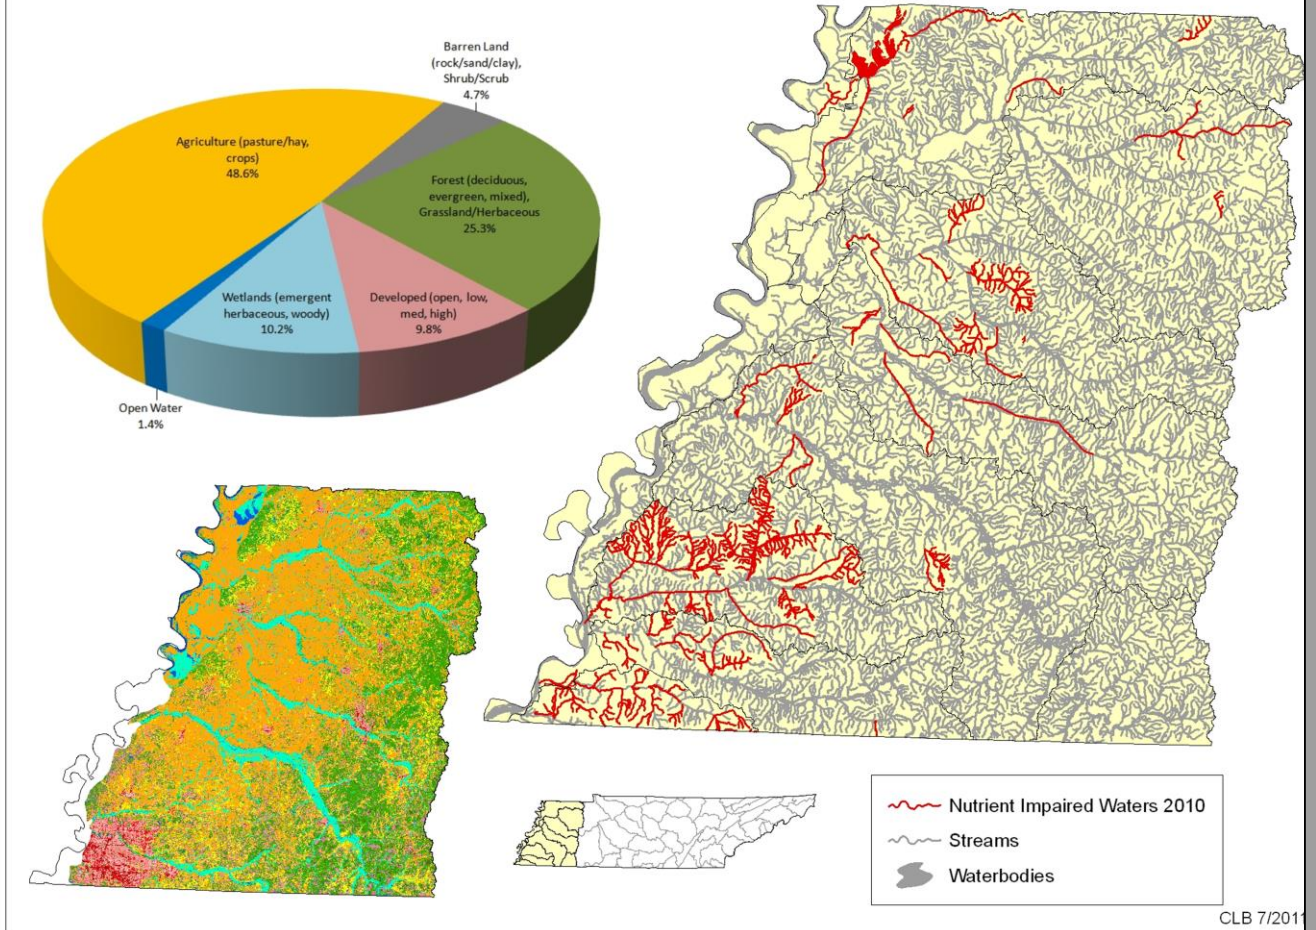 Barren Land
(rock/sand/clay),
Shrub/Scrub
4.7%
Agriculture (pasture/hay,
crops)
48.6%
Forest (deciduous,
evergreen, mixed),
Grassland/Herbaceous
25.3%
Wetlands (emergent
herbaceous, woody)
10.2%
Developed (open, low,
med, high)
9.8%
Open Water
1.4%
Nutrient Impaired Waters 2010
Streams
Waterbodies
CLB 7/2011